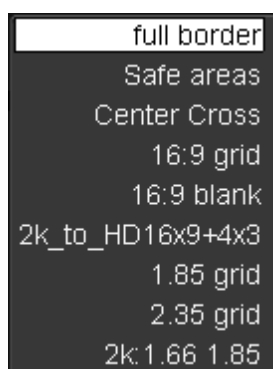 full border
Safe areas
Center Cross
16:9 grid
16:9 blank
2k_to_HD16x9+4x3
1.85 grid
2.35 grid
2k:1.66 1.85